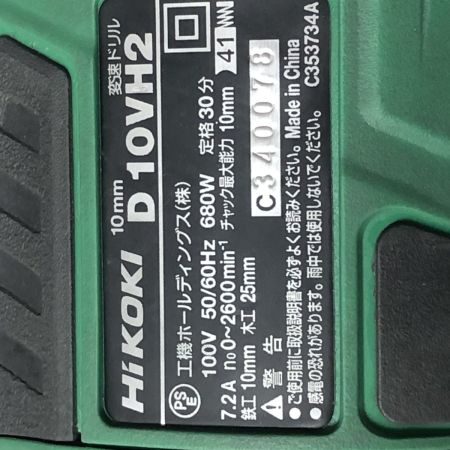 HiKOKI
10mm 変速ドリル
D 10VH2
PS
E
工機ホールディングス(株)
100V 50/60Hz 680W 定格30分
7.2A n₀0~2600min⁻¹ チャック最大能力 10mm
鉄工 10mm 木工 25mm
41
C 340078
警 告
Made in China
●ご使用前に取扱説明書を必ずよくお読みください。
●感電の恐れがあります。雨中では使用しないでください。
C353734A